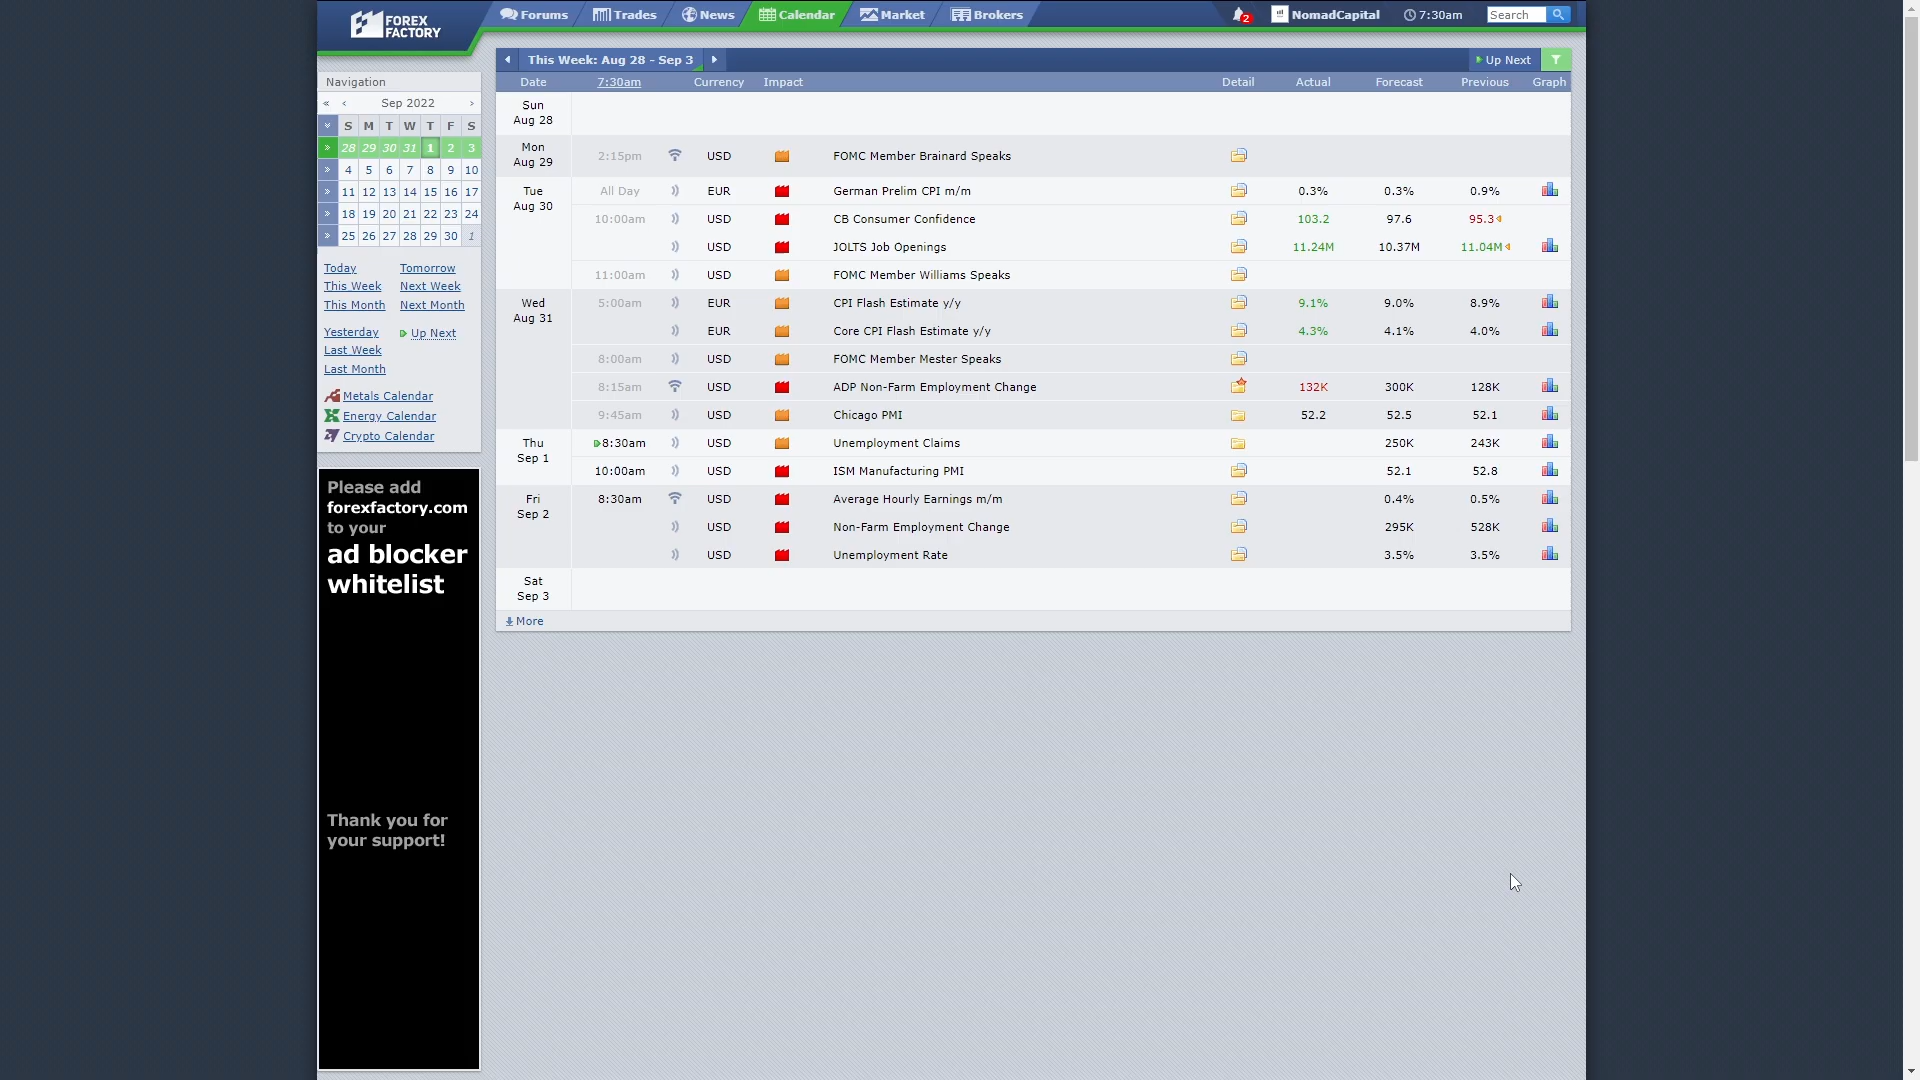 FOREX
FACTORY
Forums Trades News Calendar Market Brokers 2 NomadCapital 7:30am Search
Navigation
« ‹ Sep 2022 ›
S M T W T F S
» 28 29 30 31 1 2 3
» 4 5 6 7 8 9 10
» 11 12 13 14 15 16 17
» 18 19 20 21 22 23 24
» 25 26 27 28 29 30 1
Today Tomorrow
This Week Next Week
This Month Next Month
Yesterday Up Next
Last Week
Last Month
Metals Calendar
Energy Calendar
Crypto Calendar
Please add
forexfactory.com
to your
ad blocker
whitelist
Thank you for
your support!
This Week: Aug 28 - Sep 3 Up Next
Date 7:30am Currency Impact Detail Actual Forecast Previous Graph
Sun
Aug 28
Mon
Aug 29
2:15pm USD FOMC Member Brainard Speaks
Tue
Aug 30
All Day EUR German Prelim CPI m/m 0.3% 0.3% 0.9%
10:00am USD CB Consumer Confidence 103.2 97.6 95.3
USD JOLTS Job Openings 11.24M 10.37M 11.04M
11:00am USD FOMC Member Williams Speaks
Wed
Aug 31
5:00am EUR CPI Flash Estimate y/y 9.1% 9.0% 8.9%
EUR Core CPI Flash Estimate y/y 4.3% 4.1% 4.0%
8:00am USD FOMC Member Mester Speaks
8:15am USD ADP Non-Farm Employment Change 132K 300K 128K
9:45am USD Chicago PMI 52.2 52.5 52.1
Thu
Sep 1
8:30am USD Unemployment Claims 250K 243K
10:00am USD ISM Manufacturing PMI 52.1 52.8
Fri
Sep 2
8:30am USD Average Hourly Earnings m/m 0.4% 0.5%
USD Non-Farm Employment Change 295K 528K
USD Unemployment Rate 3.5% 3.5%
Sat
Sep 3
More